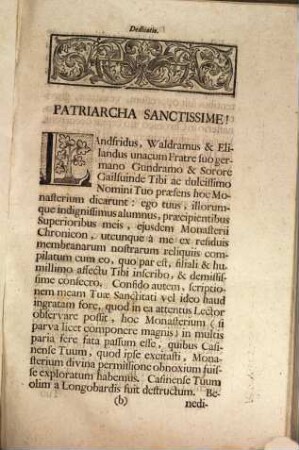 Dedicatio.
PATRIARCHA SANCTISSIME!
LAndfridus, Waldramus & Eli-
landus unacum Fratre suo ger-
mano Gundramo & Sorore
Gailsuinde Tibi ac dulcissimo
Nomini Tuo præsens hoc Mo-
nasterium dicarunt: ego tuus, illorum-
que indignissimus alumnus, præcipientibus
Superioribus meis, ejusdem Monasterii
Chronicon, utcunque à me ex residuis
membranarum nostrarum reliquiis com-
pilatum cum eo, quo par est, filiali & hu-
millimo affectu Tibi inscribo, & demissis-
sime consecro. Confido autem, scriptio-
nem meam Tuæ Sanctitati vel ideo haud
ingratam fore, quod in ea attentus Lector
observare possit, hoc Monasterium (si
parva licet componere magnis) in multis
paria fere fata passum esse, quibus Casi-
nense Tuum, quod ipse excitasti, Mona-
sterium divina permissione obnoxium fuis-
se exploratum habemus. Casinense Tuum
olim à Longobardis fuit destructum. Be-
(b) nedi-